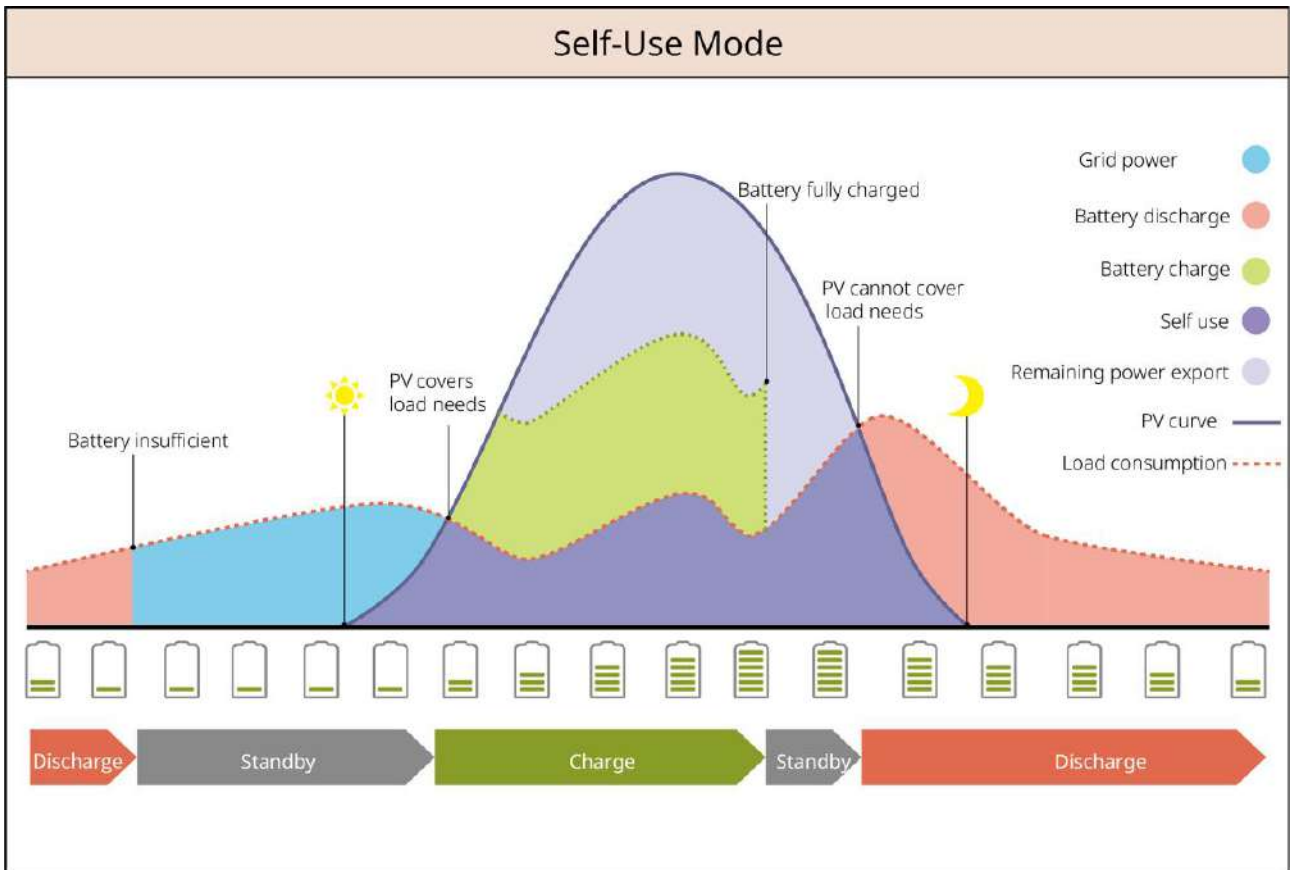 Self-Use Mode
Grid power
Battery discharge
Battery charge
Self use
Remaining power export
PV curve
Load consumption
Battery fully charged
PV cannot cover
load needs
PV covers
load needs
Battery insufficient
Discharge
Standby
Charge
Standby
Discharge